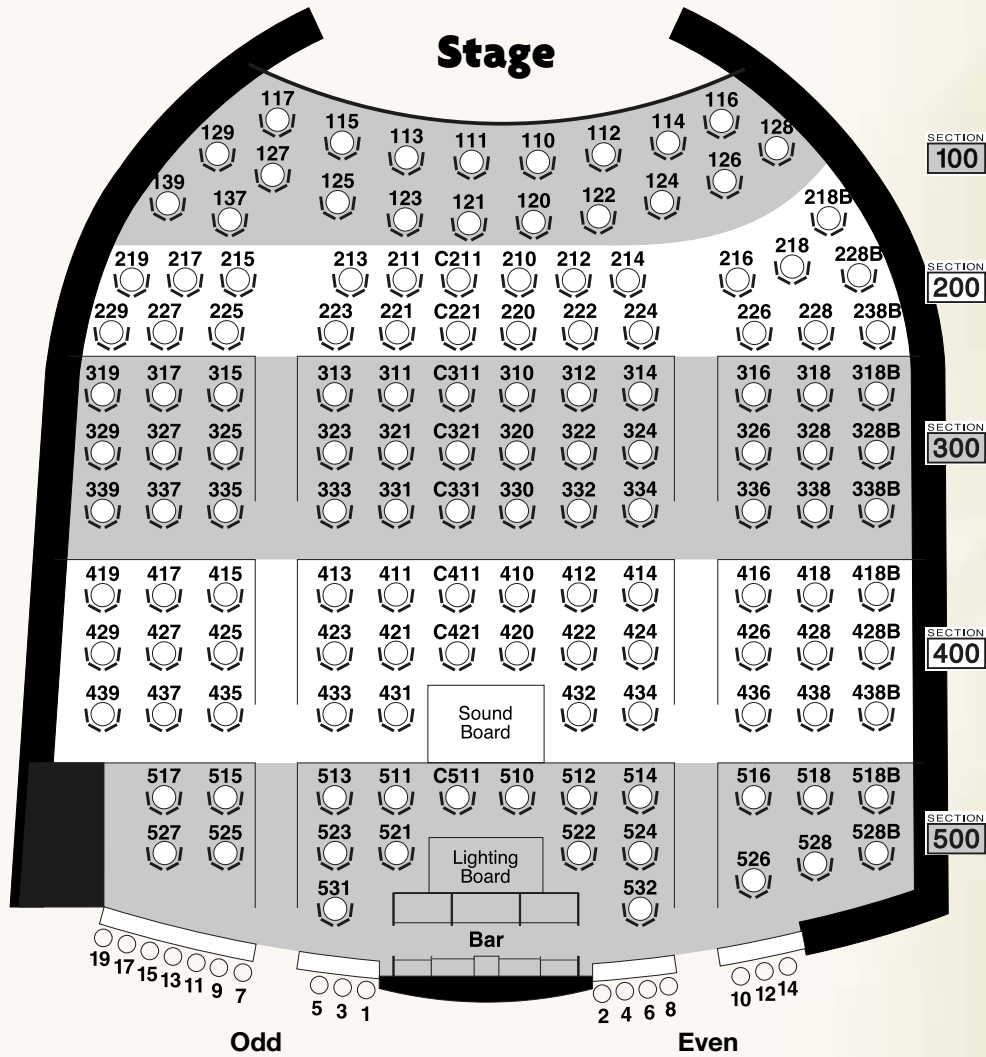 Stage
117 116
115 113 111 110 112 114
129 128
127 126
139 137 125 123 121 120 122 124
SECTION
100
218B
219 217 215 213 211 C211 210 212 214 216 218 228B
SECTION
200
229 227 225 223 221 C221 220 222 224 226 228 238B
319 317 315 313 311 C311 310 312 314 316 318 318B
329 327 325 323 321 C321 320 322 324 326 328 328B
SECTION
300
339 337 335 333 331 C331 330 332 334 336 338 338B
419 417 415 413 411 C411 410 412 414 416 418 418B
429 427 425 423 421 C421 420 422 424 426 428 428B
SECTION
400
439 437 435 433 431 432 434 436 438 438B
Sound
Board
517 515 513 511 C511 510 512 514 516 518 518B
SECTION
500
527 525 523 521 522 524 526 528 528B
Lighting
Board
531 532
Bar
19 17 15 13 11 9 7 5 3 1 2 4 6 8 10 12 14
Odd Even